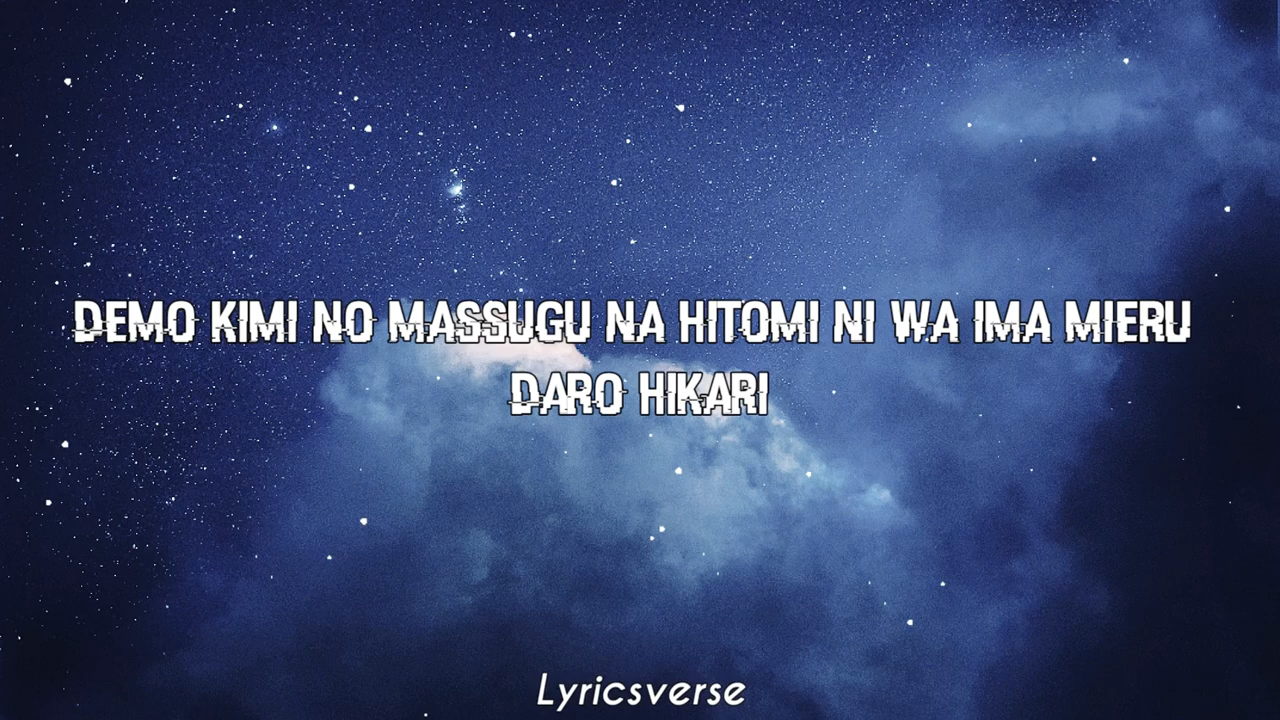 DEMO KIMI NO MASSUGU NA HITOMI NI WA IMA MIERU
DARO HIKARI
Lyricsverse